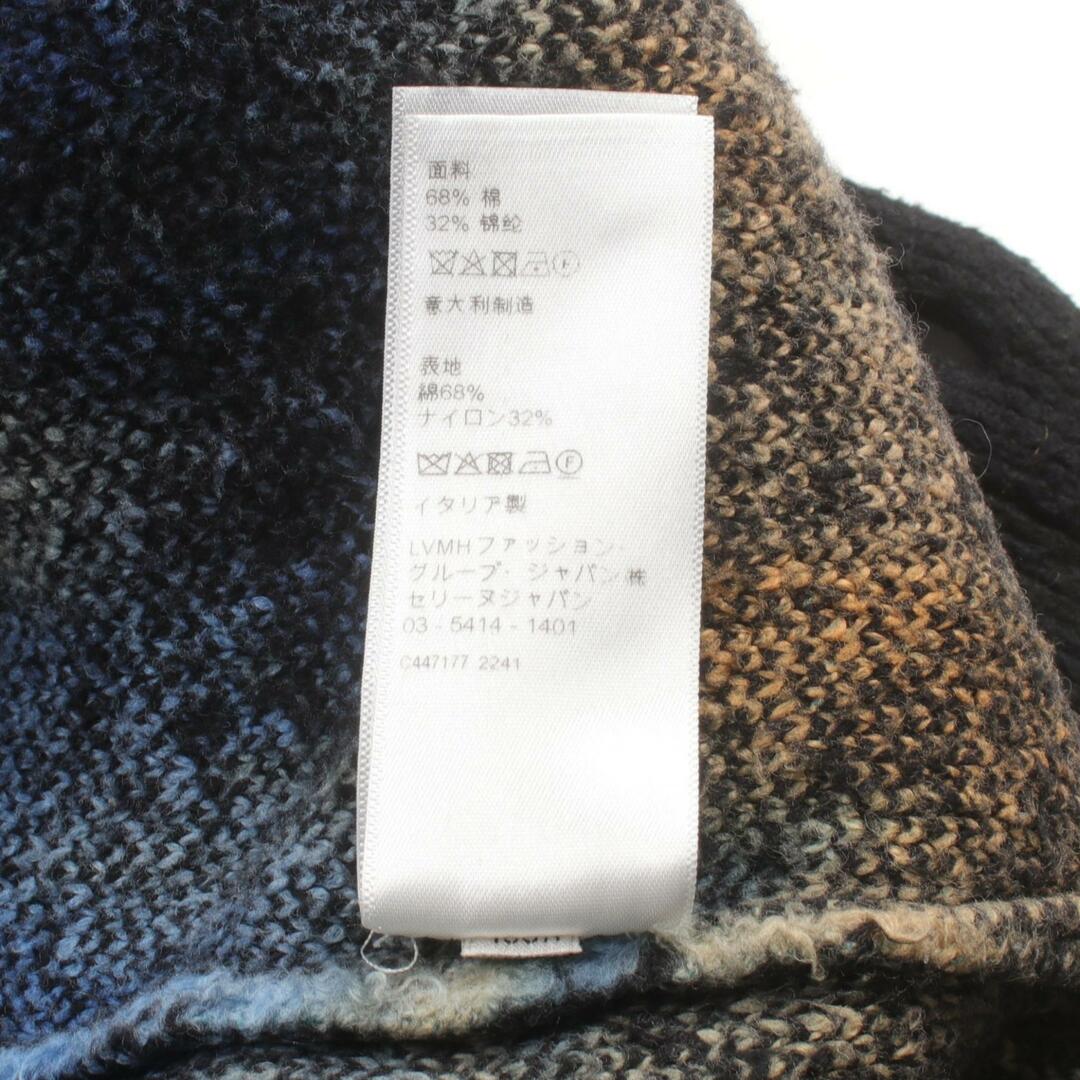 面料
68% 棉
32% 锦纶
意大利制造
表地
綿68%
ナイロン32%
イタリア製
LVMHファッション・
グループ・ジャパン㈱
セリーヌジャパン
03 - 5414 - 1401
C447177 2241